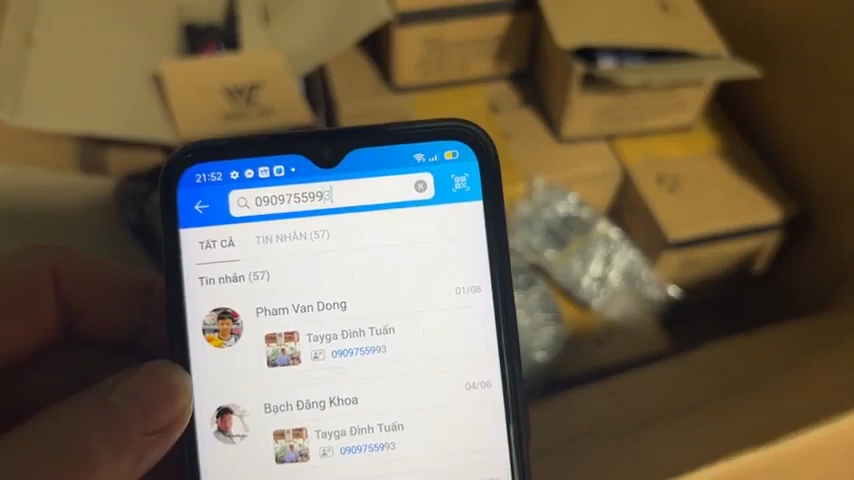 21:52
0909755993
TẤT CẢ
TIN NHẮN (57)
Tin nhắn (57)
Pham Van Dong
01/08
Tayga Đình Tuấn
0909755993
Bạch Đăng Khoa
04/06
Tayga Đình Tuấn
0909755993